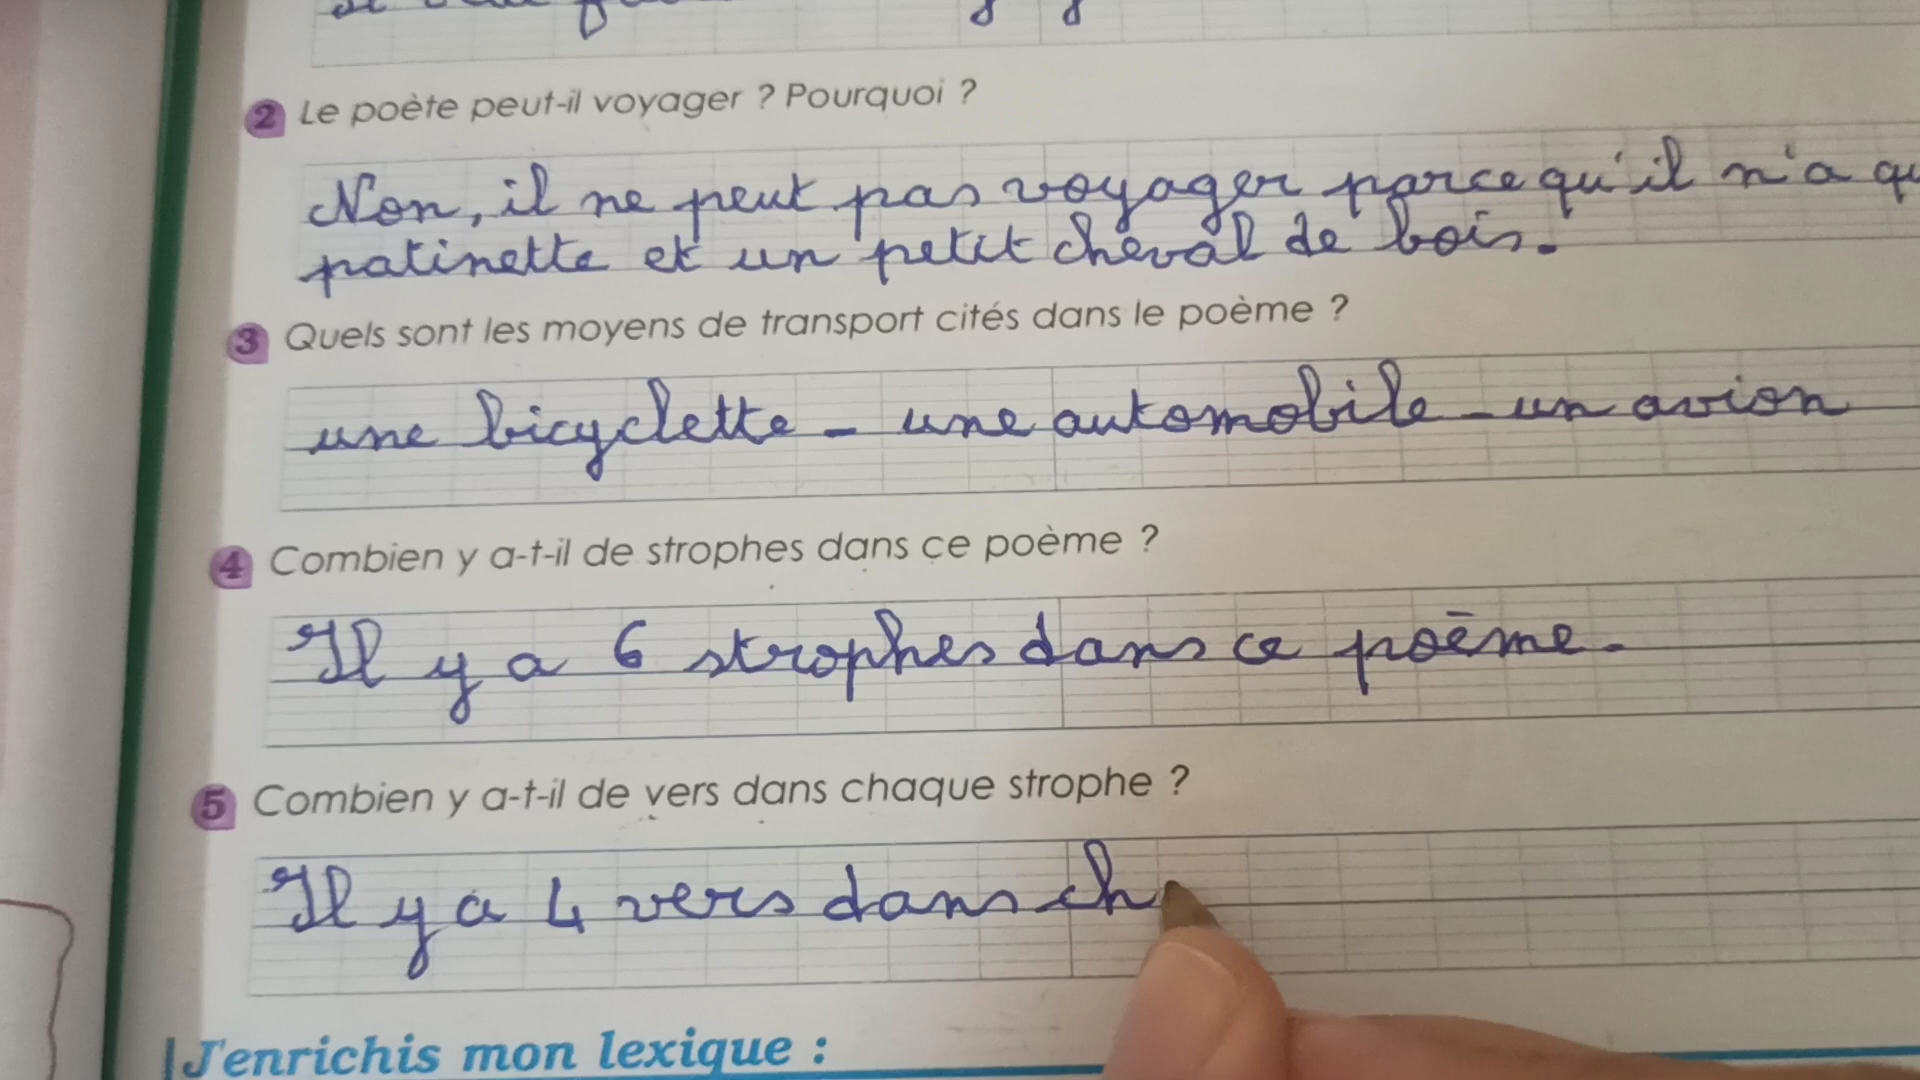 2 Le poète peut-il voyager ? Pourquoi ?
Non, il ne peut pas voyager parce qu'il n'a qu
patinette et un petit cheval de bois.
3 Quels sont les moyens de transport cités dans le poème ?
une bicyclette - une automobile - un avion
4 Combien y a-t-il de strophes dans ce poème ?
Il y a 6 strophes dans ce poème.
5 Combien y a-t-il de vers dans chaque strophe ?
Il y a 4 vers dans ch
J'enrichis mon lexique :